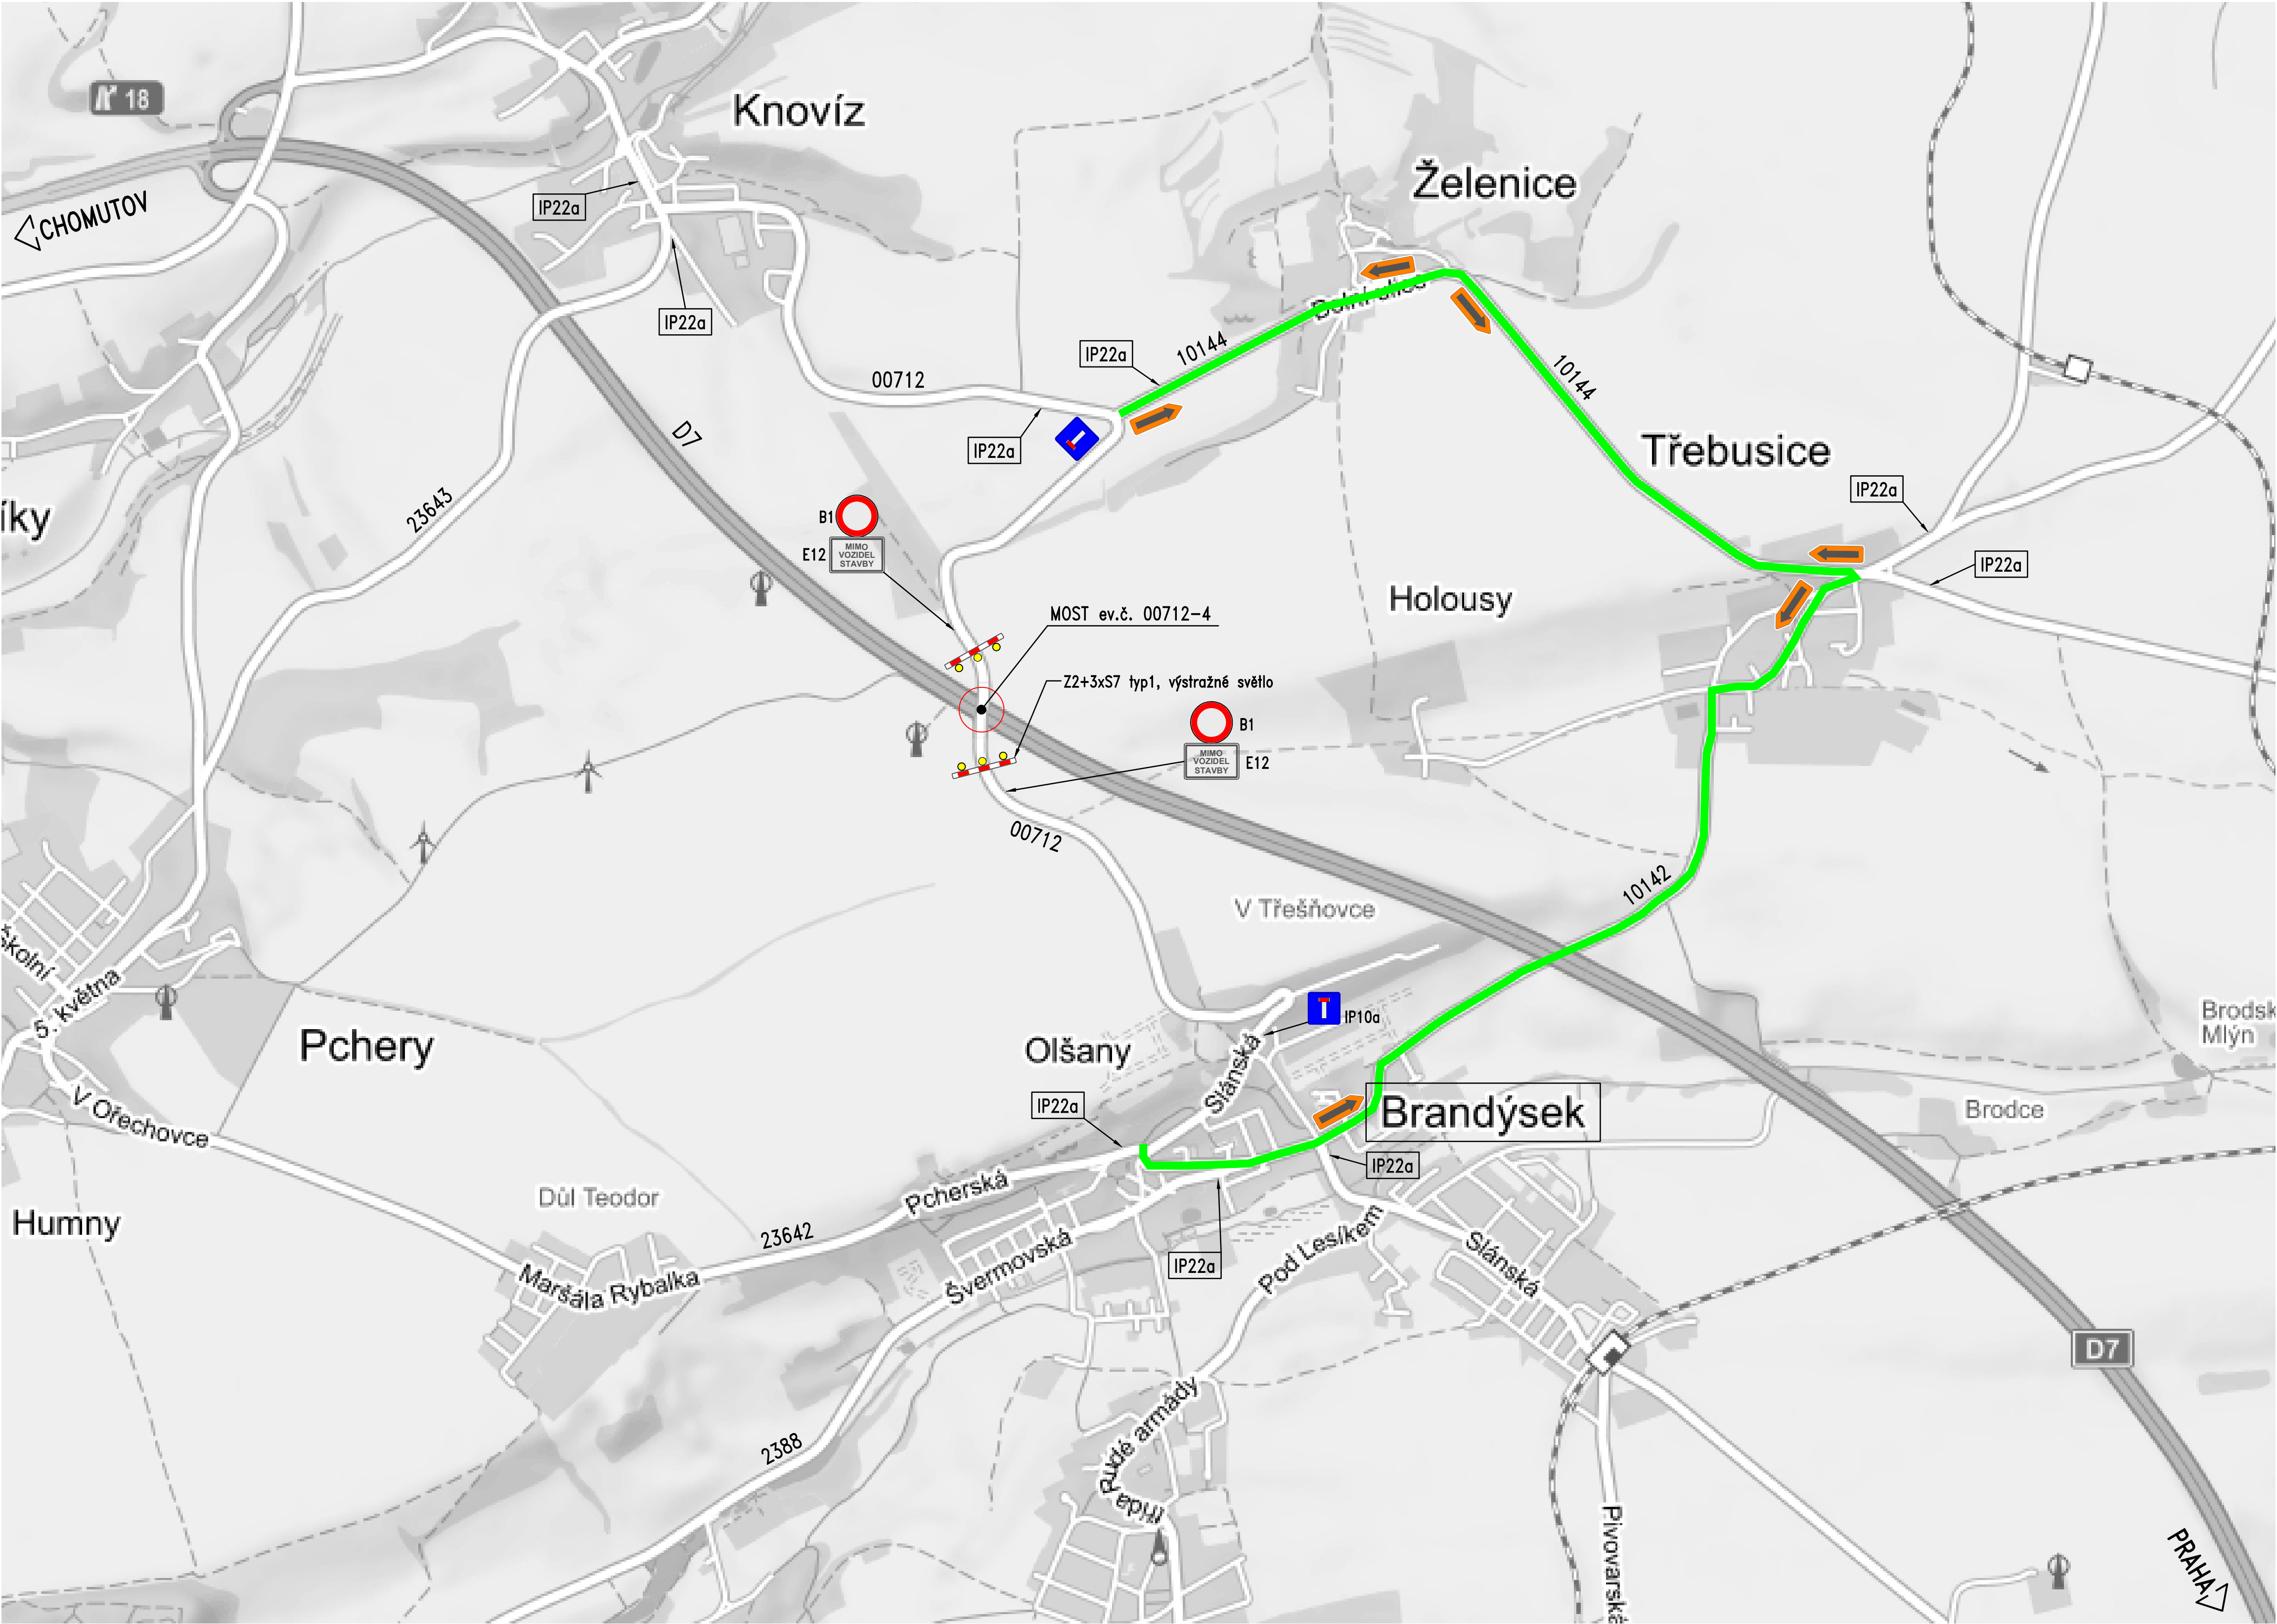 18
Knovíz
Želenice
CHOMUTOV
IP22a
IP22a
IP22a
10144
10144
00712
IP22a
D7
Třebusice
IP22a
IP22a
23643
íky
B1
MIMO
VOZIDEL
STAVBY
E12
MOST ev.č. 00712-4
Holousy
Z2+3xS7 typ1, výstražné světlo
B1
MIMO
VOZIDEL
STAVBY
E12
00712
10142
V Třešňovce
Školní
5. května
Pchery
Olšany
Slánská
IP10a
Brodsk
Mlýn
IP22a
Brandýsek
Brodce
V Ořechovce
IP22a
Humny
Důl Teodor
Pcherská
23642
Švermovská
IP22a
Pod Lesíkem
Slánská
Maršála Rybalka
D7
2388
Rudé armády
třída
Pivovarská
PRAHA